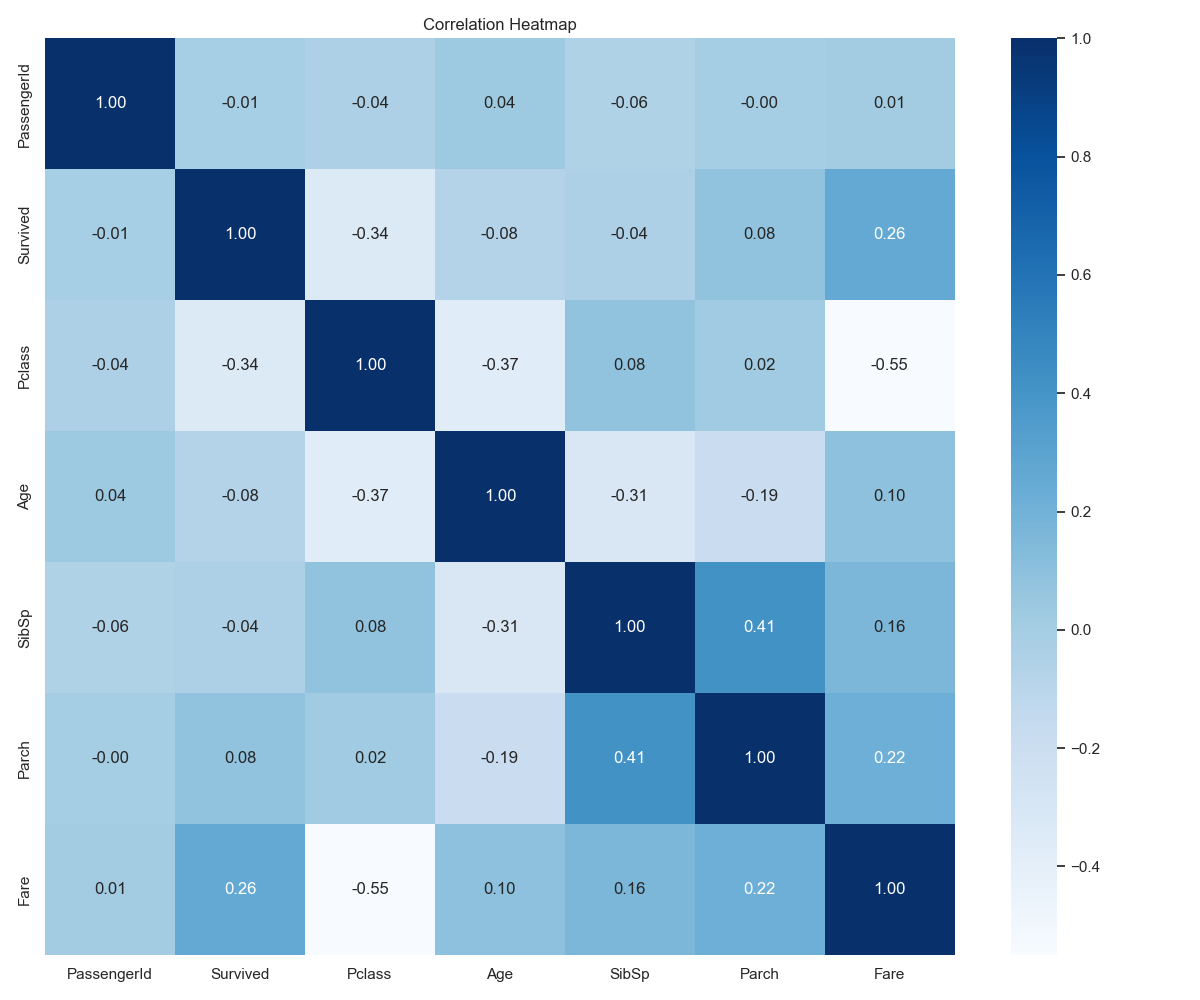 Correlation Heatmap
PassengerId 1.00 -0.01 -0.04 0.04 -0.06 -0.00 0.01
Survived -0.01 1.00 -0.34 -0.08 -0.04 0.08 0.26
Pclass -0.04 -0.34 1.00 -0.37 0.08 0.02 -0.55
Age 0.04 -0.08 -0.37 1.00 -0.31 -0.19 0.10
SibSp -0.06 -0.04 0.08 -0.31 1.00 0.41 0.16
Parch -0.00 0.08 0.02 -0.19 0.41 1.00 0.22
Fare 0.01 0.26 -0.55 0.10 0.16 0.22 1.00
PassengerId Survived Pclass Age SibSp Parch Fare
1.0
0.8
0.6
0.4
0.2
0.0
−0.2
−0.4